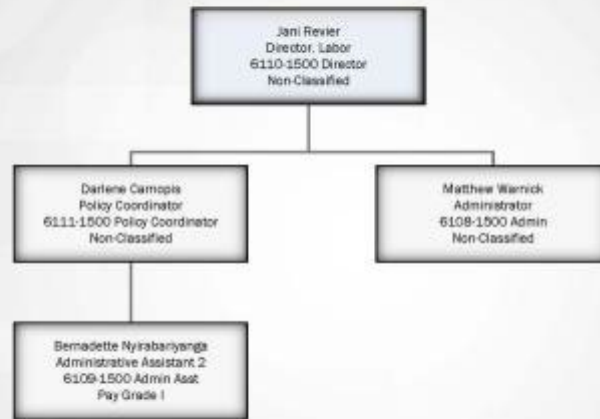 Jani Revier
Director, Labor
6110-1500 Director
Non-Classified
Darlene Carnopis
Policy Coordinator
6111-1500 Policy Coordinator
Non-Classified
Matthew Warnick
Administrator
6108-1500 Admin
Non-Classified
Bernadette Nyirabariyanga
Administrative Assistant 2
6109-1500 Admin Asst
Pay Grade I